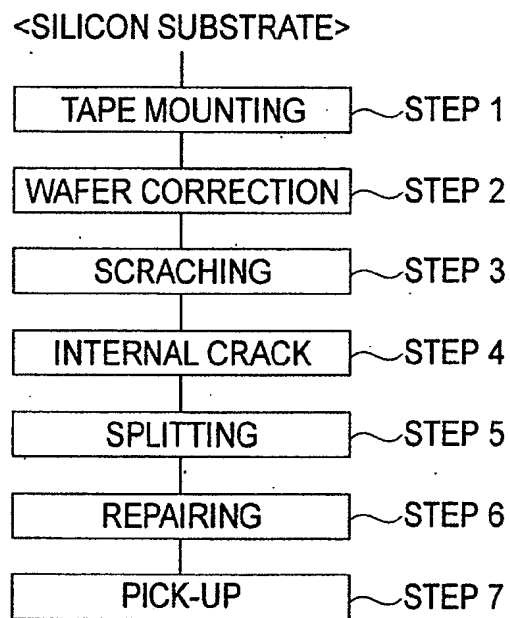 <SILICON SUBSTRATE>
TAPE MOUNTING STEP 1
WAFER CORRECTION STEP 2
SCRACHING STEP 3
INTERNAL CRACK STEP 4
SPLITTING STEP 5
REPAIRING STEP 6
PICK-UP STEP 7